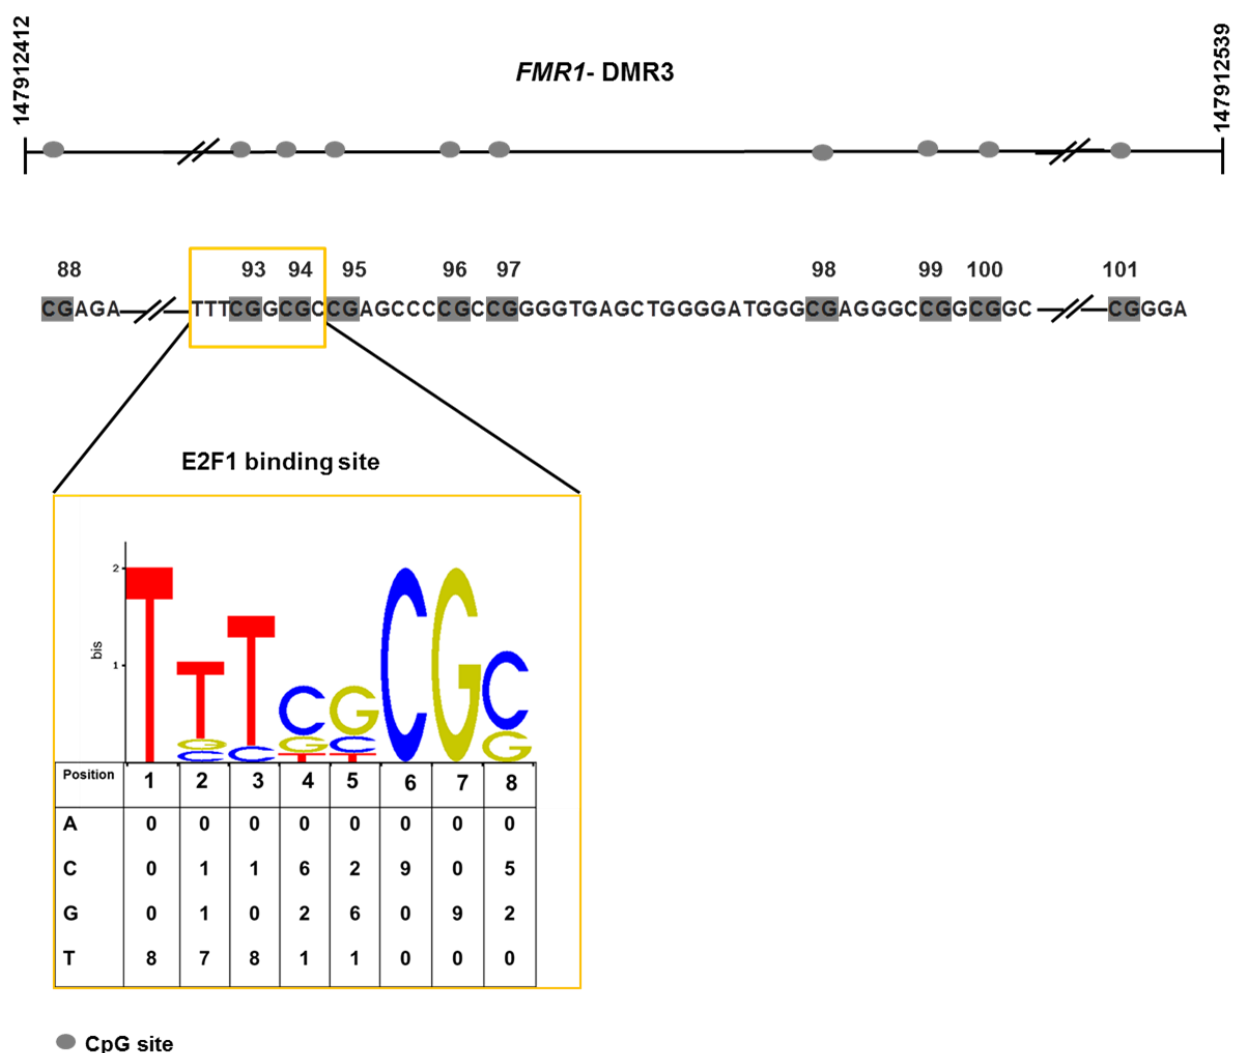 147912412
147912539
FMR1- DMR3
88 93 94 95 96 97 98 99 100 101
CGAGA TTTCGGCGCCGAGCCCCGCCGGGGTGAGCTGGGGATGGGCGAGGGCCGGCGGC CGGGA
E2F1 binding site
2
1
bis
T T G C T C C G T G C T C G C G
Position 1 2 3 4 5 6 7 8
A 0 0 0 0 0 0 0 0
C 0 1 1 6 2 9 0 5
G 0 1 0 2 6 0 9 2
T 8 7 8 1 1 0 0 0
CpG site